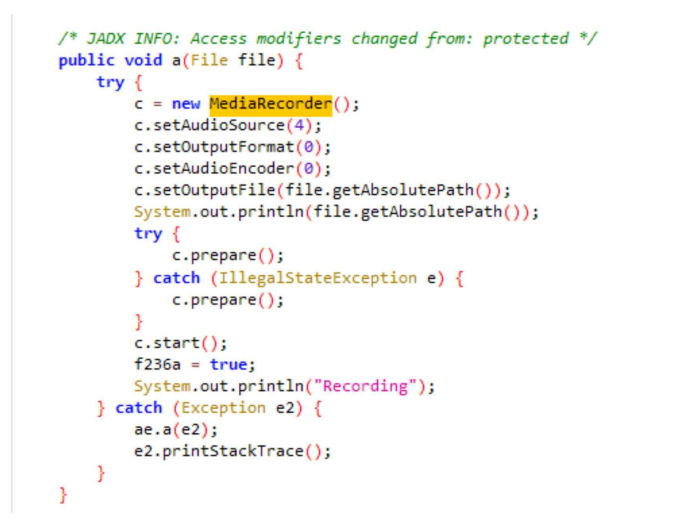 /* JADX INFO: Access modifiers changed from: protected */
public void a(File file) {
    try {
        c = new MediaRecorder();
        c.setAudioSource(4);
        c.setOutputFormat(0);
        c.setAudioEncoder(0);
        c.setOutputFile(file.getAbsolutePath());
        System.out.println(file.getAbsolutePath());
        try {
            c.prepare();
        } catch (IllegalStateException e) {
            c.prepare();
        }
        c.start();
        f236a = true;
        System.out.println("Recording");
    } catch (Exception e2) {
        ae.a(e2);
        e2.printStackTrace();
    }
}